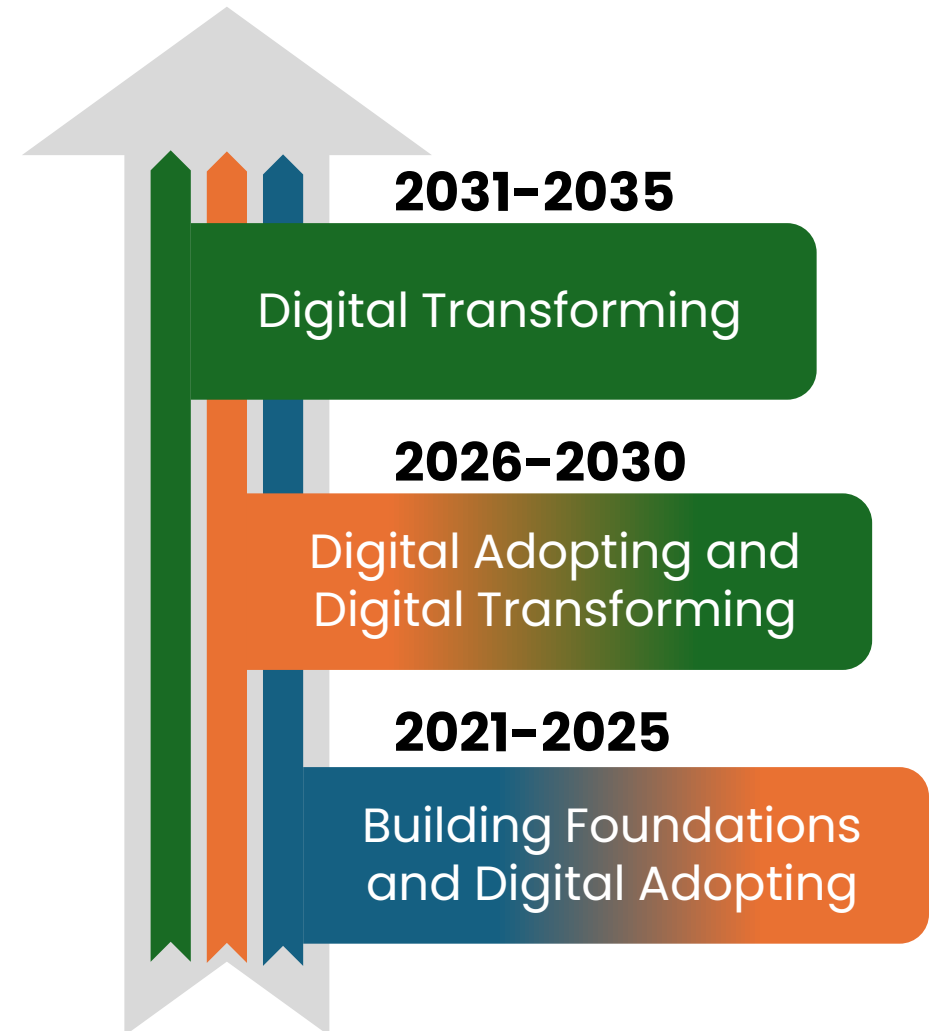 2031-2035
Digital Transforming
2026-2030
Digital Adopting and
Digital Transforming
2021-2025
Building Foundations
and Digital Adopting